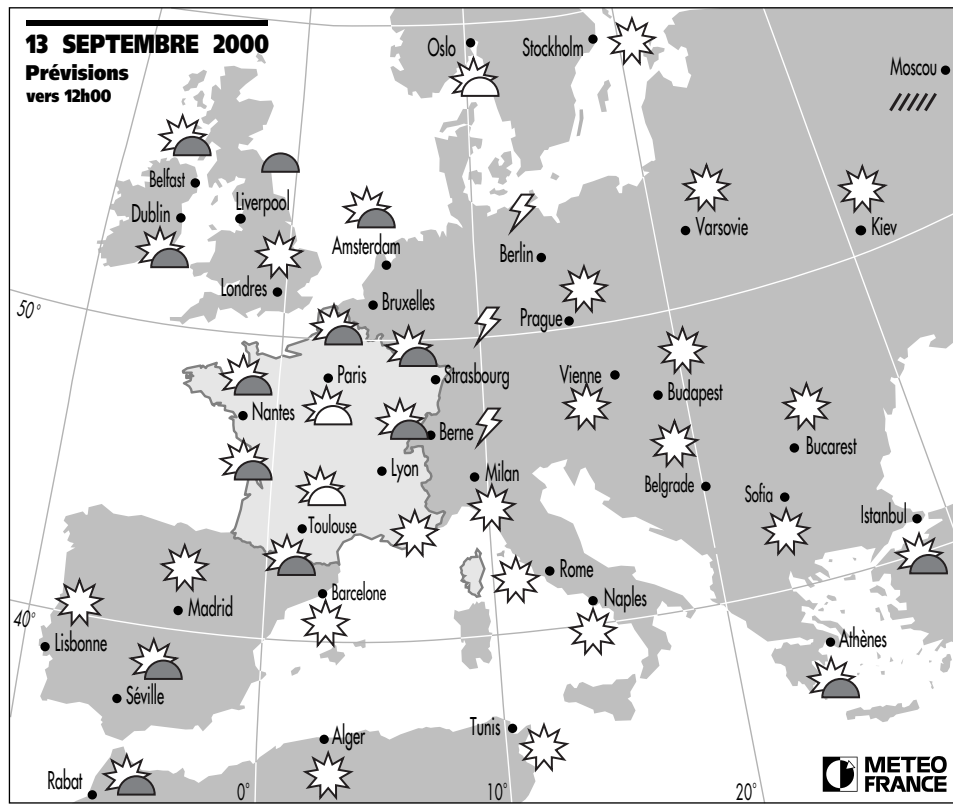 13 SEPTEMBRE 2000
Prévisions
vers 12h00
Oslo
Stockholm
Moscou
Belfast
Dublin
Liverpool
Amsterdam
Varsovie
Kiev
Berlin
Londres
Bruxelles
50°
Prague
Paris
Strasbourg
Vienne
Budapest
Nantes
Berne
Bucarest
Lyon
Milan
Belgrade
Sofia
Istanbul
Toulouse
Rome
Barcelone
Naples
Madrid
40°
Lisbonne
Athènes
Séville
Alger
Tunis
Rabat
0°
10°
20°
METEO
FRANCE